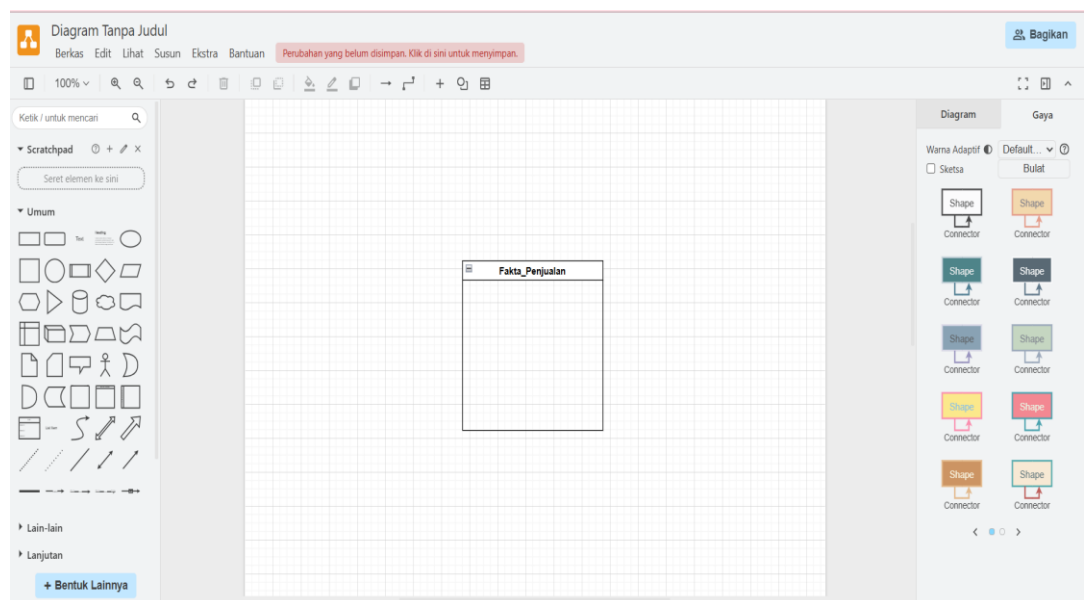 Diagram Tanpa Judul
Berkas Edit Lihat Susun Ekstra Bantuan Perubahan yang belum disimpan. Klik di sini untuk menyimpan.
Bagikan
100%
Ketik / untuk mencari
Scratchpad
Seret elemen ke sini
Umum
Text
Heading
List Item
Lain-lain
Lanjutan
+ Bentuk Lainnya
Fakta_Penjualan
Diagram Gaya
Warna Adaptif Default...
Sketsa Bulat
Shape Shape
Connector Connector
Shape Shape
Connector Connector
Shape Shape
Connector Connector
Shape Shape
Connector Connector
Shape Shape
Connector Connector